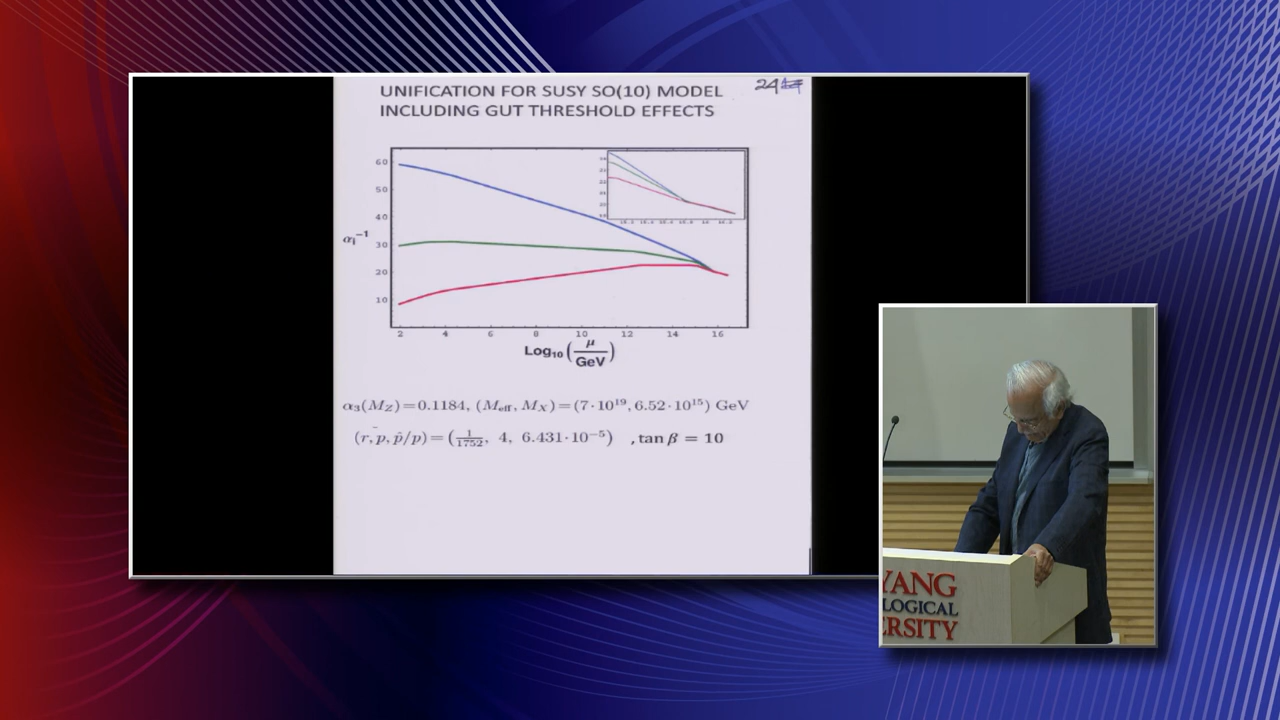 UNIFICATION FOR SUSY SO(10) MODEL
INCLUDING GUT THRESHOLD EFFECTS
24
60
50
40
30
20
10
αᵢ⁻¹
2 4 6 8 10 12 14 16
Log₁₀(μ/GeV)
α₃(M_Z)=0.1184, (M_eff, M_X)=(7·10¹⁹, 6.52·10¹⁵) GeV
(r, p, p̂/p)=(1/1752, 4, 6.431·10⁻⁵) , tan β = 10
YANG
LOGICAL
ERSITY